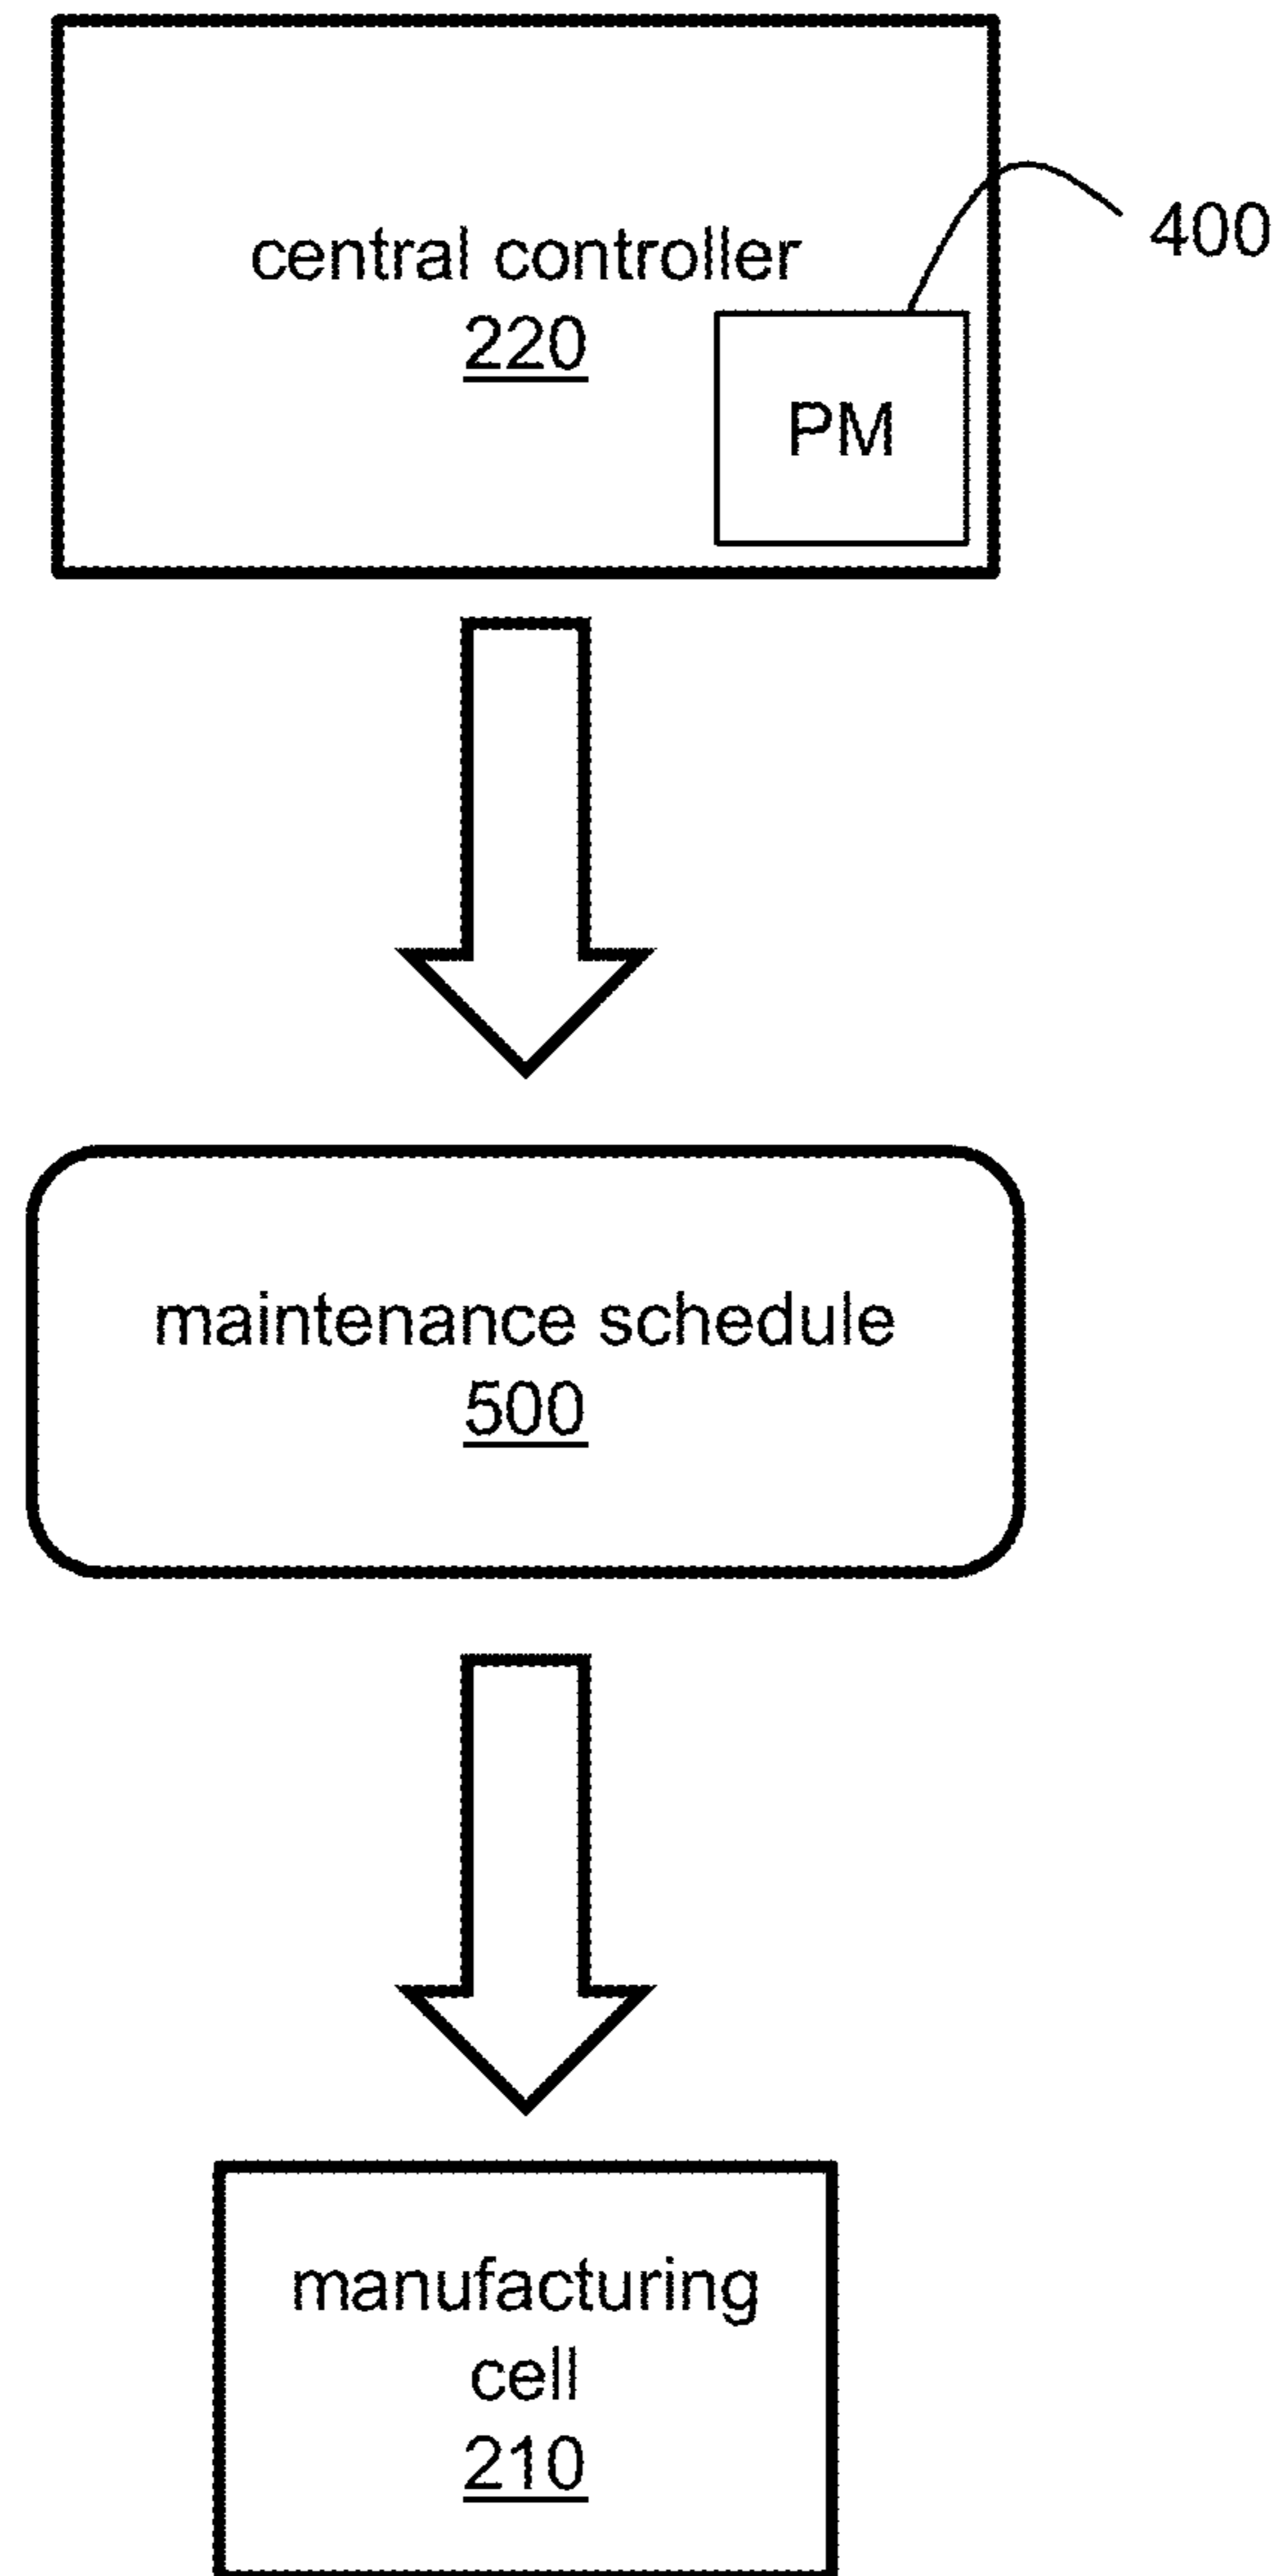 central controller
220
400
PM
maintenance schedule
500
manufacturing
cell
210